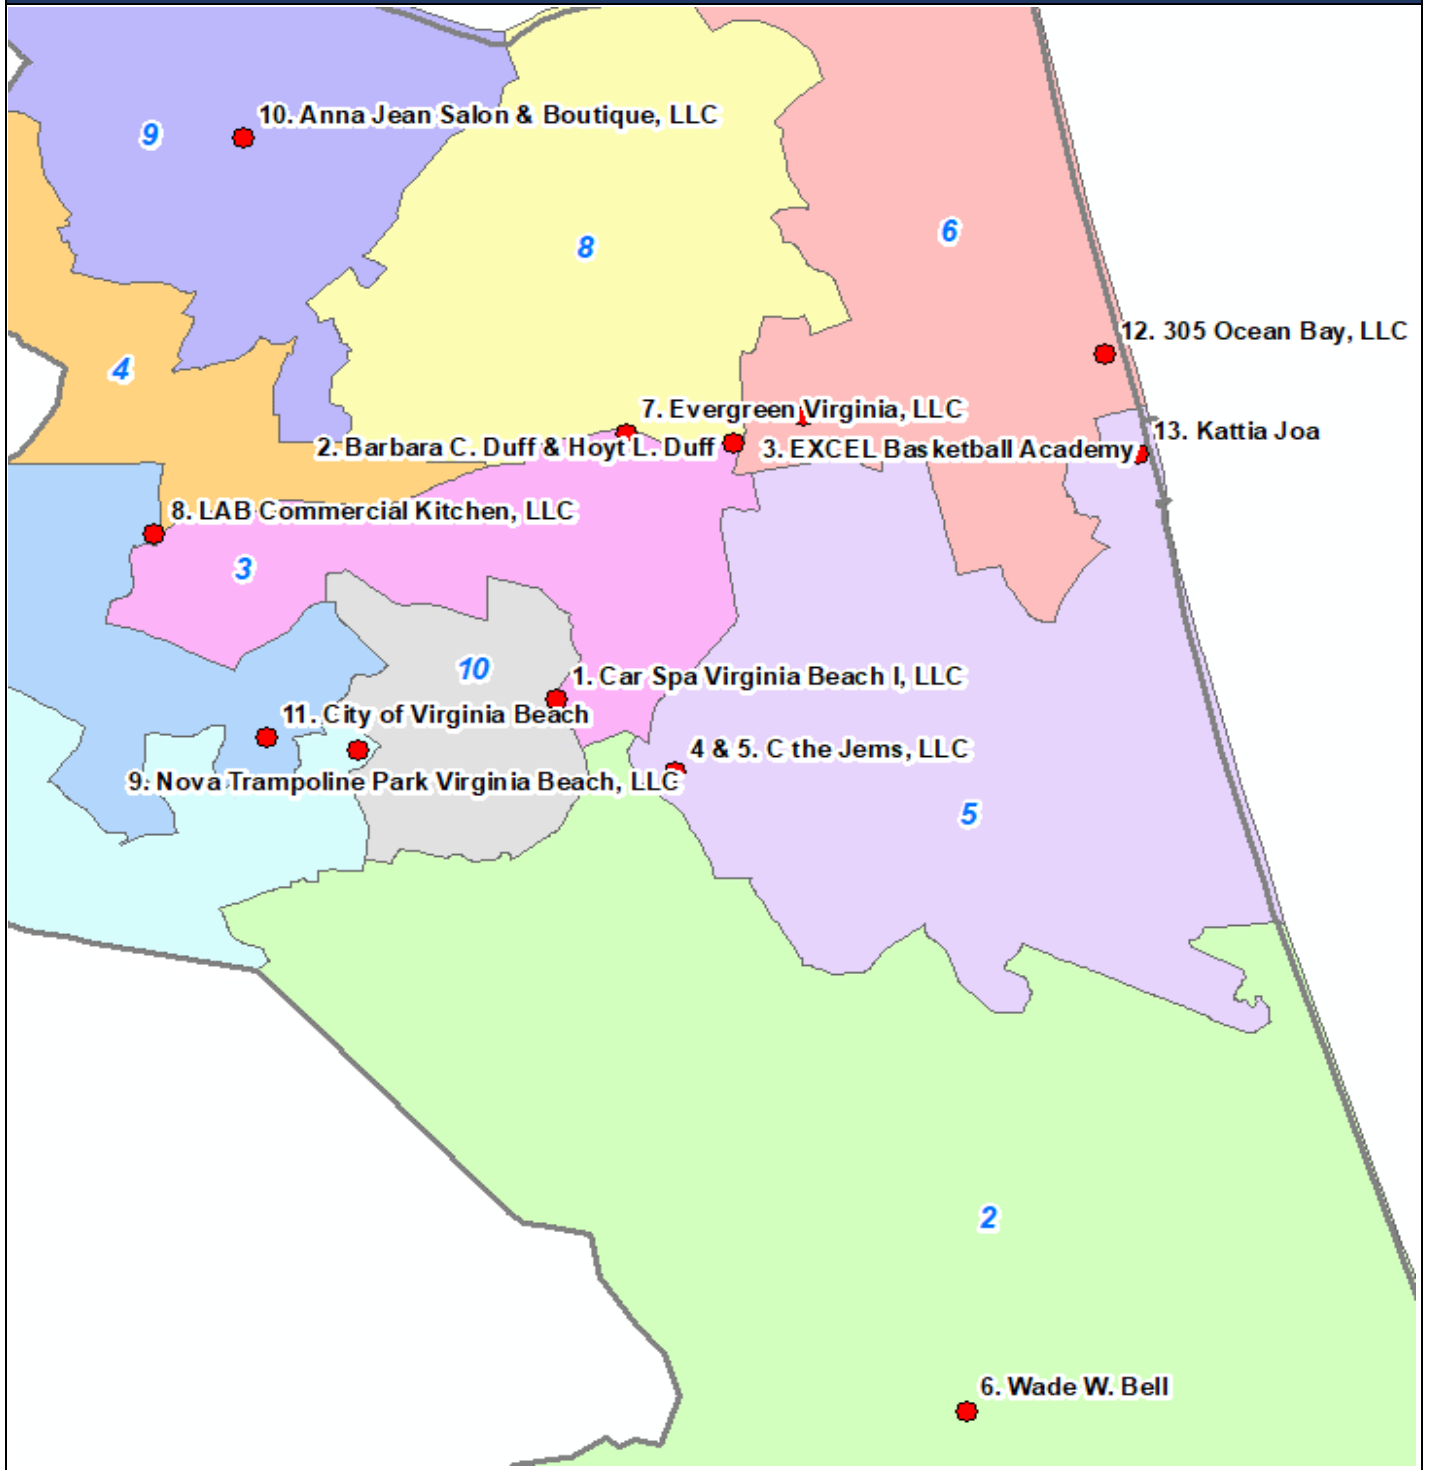 10. Anna Jean Salon & Boutique, LLC
9
6
8
12. 305 Ocean Bay, LLC
4
7. Evergreen Virginia, LLC
13. Kattia Joa
2. Barbara C. Duff & Hoyt L. Duff
3. EXCEL Basketball Academy
8. LAB Commercial Kitchen, LLC
3
10
1. Car Spa Virginia Beach I, LLC
11. City of Virginia Beach
4 & 5. C the Jems, LLC
9. Nova Trampoline Park Virginia Beach, LLC
5
2
6. Wade W. Bell